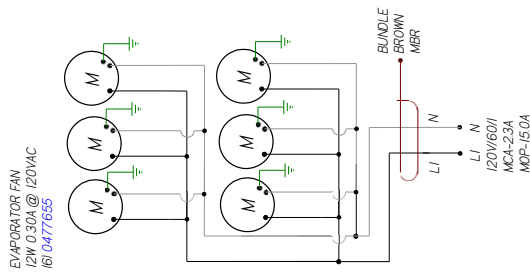 EVAPORATOR FAN
12W 0.30A @ 120VAC
161 0477655
M
M
M
M
M
M
BUNDLE
BROWN
MBR
L1
N
L1
N
120V/60/1
MCA-2.3A
MOP-15.0A